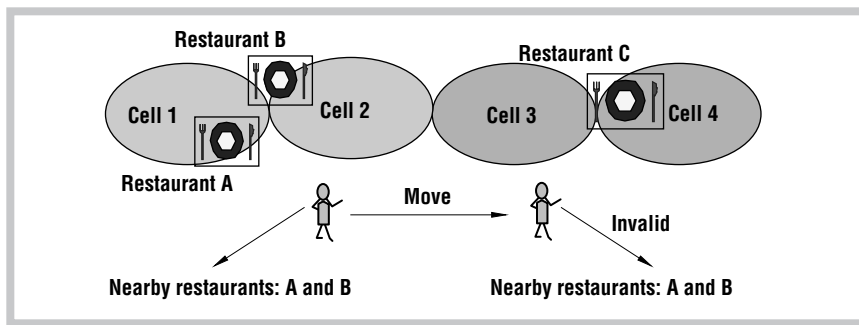 Restaurant B
Restaurant C
Cell 1
Cell 2
Cell 3
Cell 4
Restaurant A
Move
Invalid
Nearby restaurants: A and B
Nearby restaurants: A and B